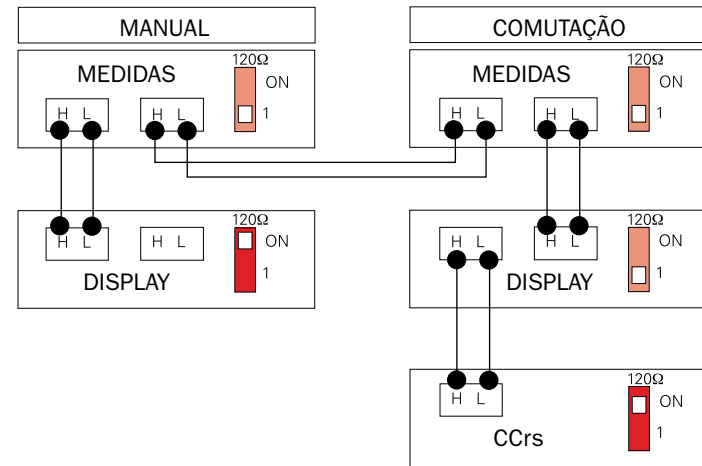 MANUAL
MEDIDAS
120Ω
ON
1
H L
H L
H L
H L
120Ω
ON
1
DISPLAY
COMUTAÇÃO
MEDIDAS
120Ω
ON
1
H L
H L
H L
H L
120Ω
ON
1
DISPLAY
H L
120Ω
ON
1
CCrs